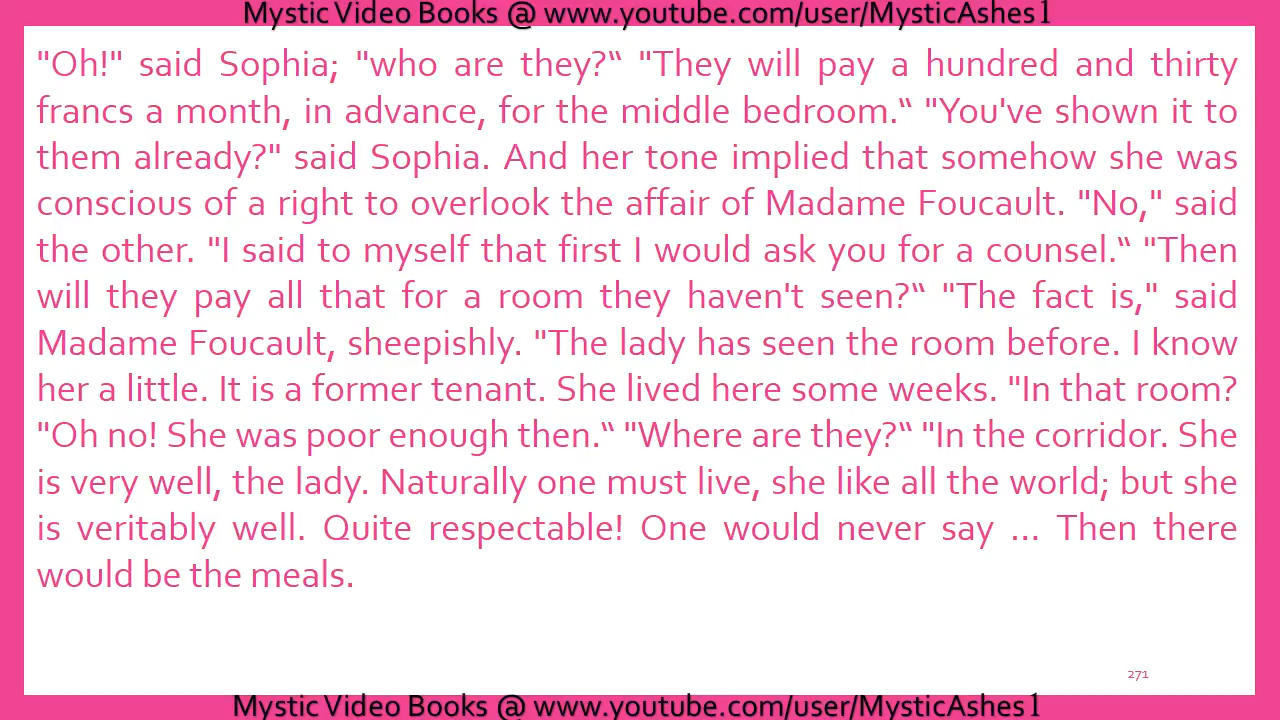 Mystic Video Books @ www.youtube.com/user/MysticAshes1
"Oh!" said Sophia; "who are they?“ "They will pay a hundred and thirty
francs a month, in advance, for the middle bedroom.“ "You've shown it to
them already?" said Sophia. And her tone implied that somehow she was
conscious of a right to overlook the affair of Madame Foucault. "No," said
the other. "I said to myself that first I would ask you for a counsel.“ "Then
will they pay all that for a room they haven't seen?“ "The fact is," said
Madame Foucault, sheepishly. "The lady has seen the room before. I know
her a little. It is a former tenant. She lived here some weeks. "In that room?
"Oh no! She was poor enough then.“ "Where are they?“ "In the corridor. She
is very well, the lady. Naturally one must live, she like all the world; but she
is veritably well. Quite respectable! One would never say ... Then there
would be the meals.
271
Mystic Video Books @ www.youtube.com/user/MysticAshes1